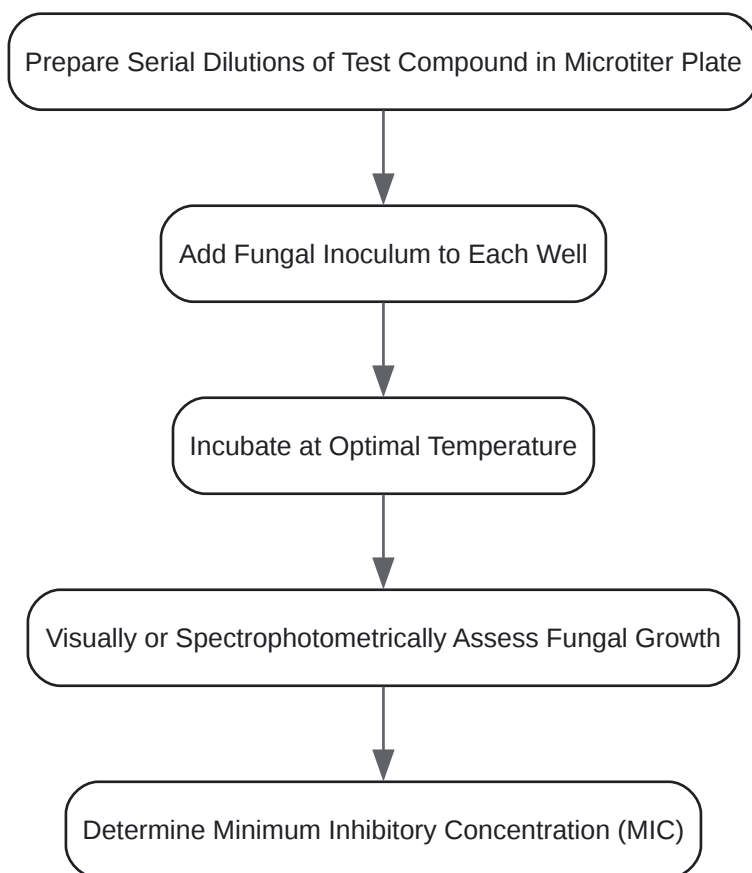 Prepare Serial Dilutions of Test Compound in Microtiter Plate
Add Fungal Inoculum to Each Well
Incubate at Optimal Temperature
Visually or Spectrophotometrically Assess Fungal Growth
Determine Minimum Inhibitory Concentration (MIC)